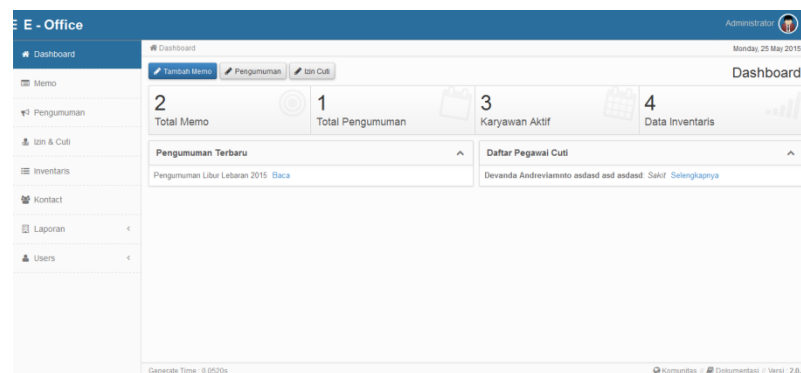 E E - Office
Administrator
Dashboard
Memo
Pengumuman
Izin & Cuti
Inventaris
Kontact
Laporan
Users
Dashboard
Monday, 25 May 2015
Tambah Memo
Pengumuman
Izin Cuti
Dashboard
2
Total Memo
1
Total Pengumuman
3
Karyawan Aktif
4
Data Inventaris
Pengumuman Terbaru
Pengumuman Libur Lebaran 2015 Baca
Daftar Pegawai Cuti
Devanda Andreviamnto asdasd asd asdasd: Sakit Selengkapnya
Generate Time : 0.0520s
Komunitas // Dokumentasi // Versi : 2.0.